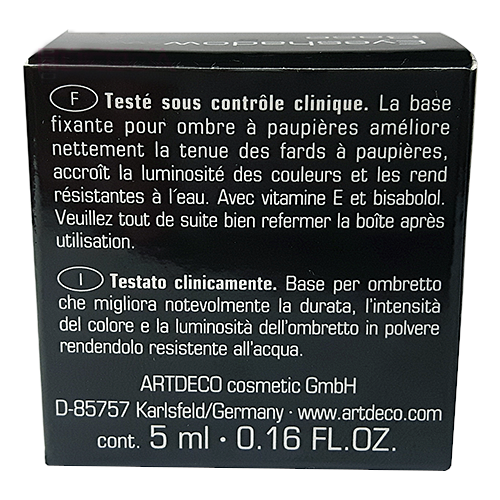 Eyeshadow
(F) Testé sous contrôle clinique. La base
fixante pour ombre à paupières améliore
nettement la tenue des fards à paupières,
accroît la luminosité des couleurs et les rend
résistantes à l'eau. Avec vitamine E et bisabolol.
Veuillez tout de suite bien refermer la boîte après
utilisation.
(I) Testato clinicamente. Base per ombretto
che migliora notevolmente la durata, l'intensità
del colore e la luminosità dell'ombretto in polvere
rendendolo resistente all'acqua.
ARTDECO cosmetic GmbH
D-85757 Karlsfeld/Germany · www.artdeco.com
cont. 5 ml · 0.16 FL.OZ.